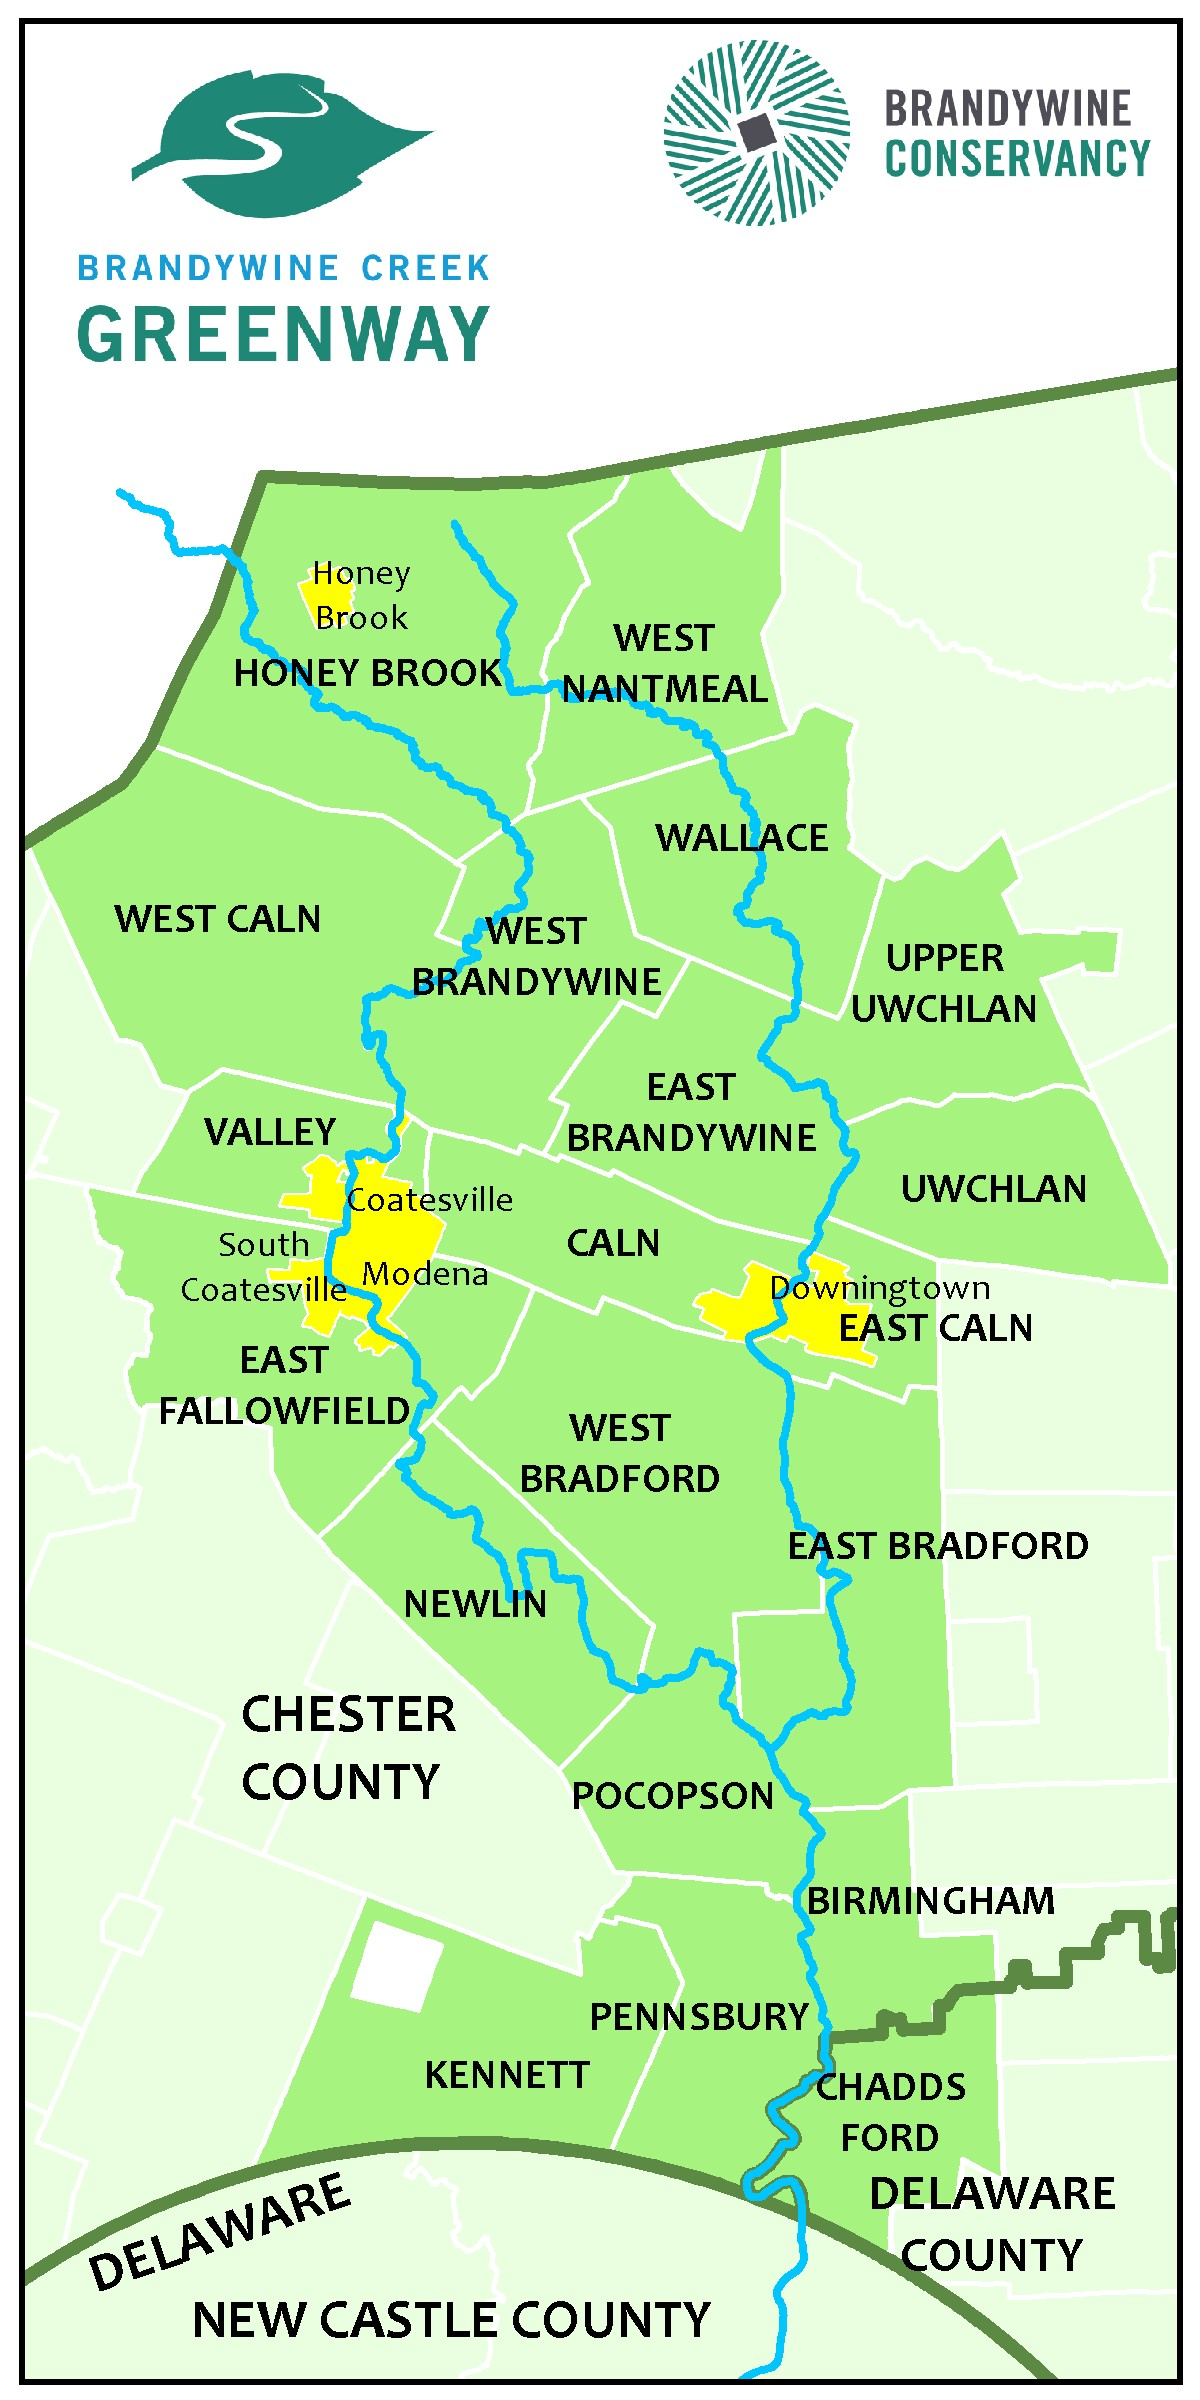 BRANDYWINE
CONSERVANCY
BRANDYWINE CREEK
GREENWAY
Honey
Brook
HONEY BROOK
WEST
NANTMEAL
WALLACE
WEST CALN
WEST
BRANDYWINE
UPPER
UWCHLAN
EAST
BRANDYWINE
VALLEY
UWCHLAN
Coatesville
South
Coatesville
CALN
Modena
Downingtown
EAST CALN
EAST
FALLOWFIELD
WEST
BRADFORD
EAST BRADFORD
NEWLIN
CHESTER
COUNTY
POCOPSON
BIRMINGHAM
PENNSBURY
KENNETT
CHADDS
FORD
DELAWARE
COUNTY
DELAWARE
NEW CASTLE COUNTY